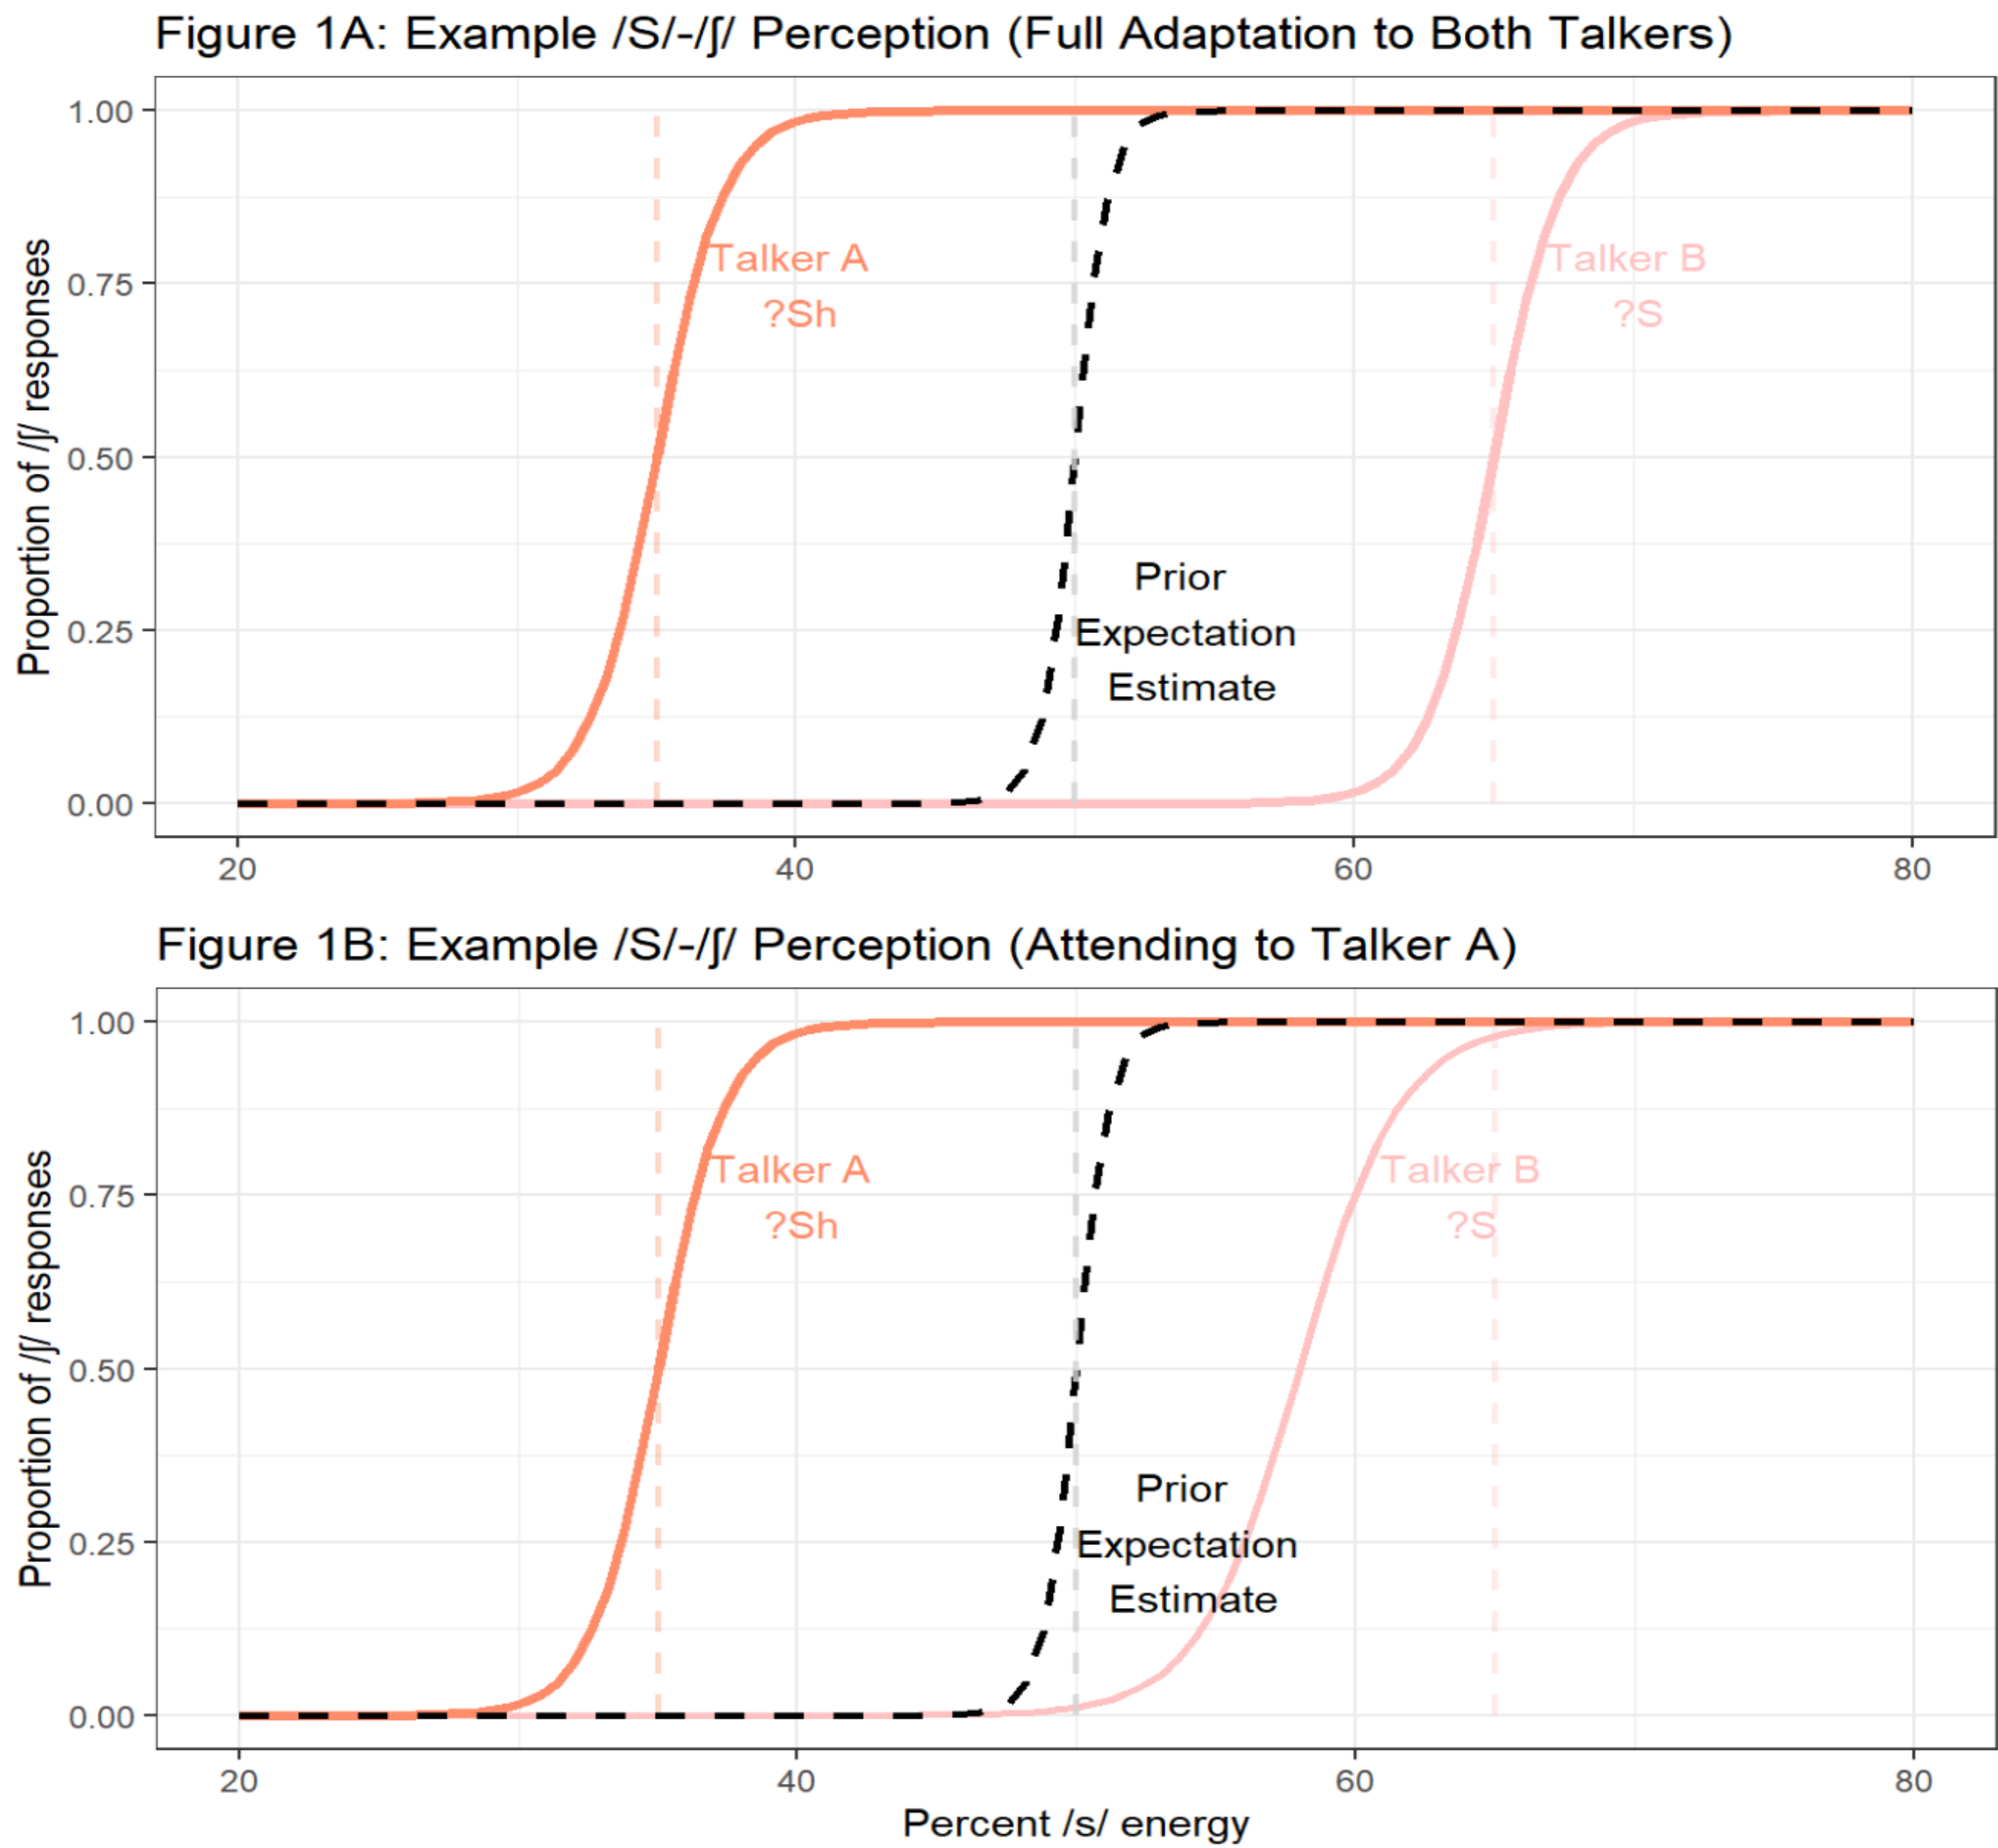 Figure 1A: Example /S/-/ʃ/ Perception (Full Adaptation to Both Talkers)
Proportion of /ʃ/ responses
1.00
0.75
0.50
0.25
0.00
Talker A
?Sh
Talker B
?S
Prior
Expectation
Estimate
20 40 60 80
Figure 1B: Example /S/-/ʃ/ Perception (Attending to Talker A)
Proportion of /ʃ/ responses
1.00
0.75
0.50
0.25
0.00
Talker A
?Sh
Talker B
?S
Prior
Expectation
Estimate
20 40 60 80
Percent /s/ energy